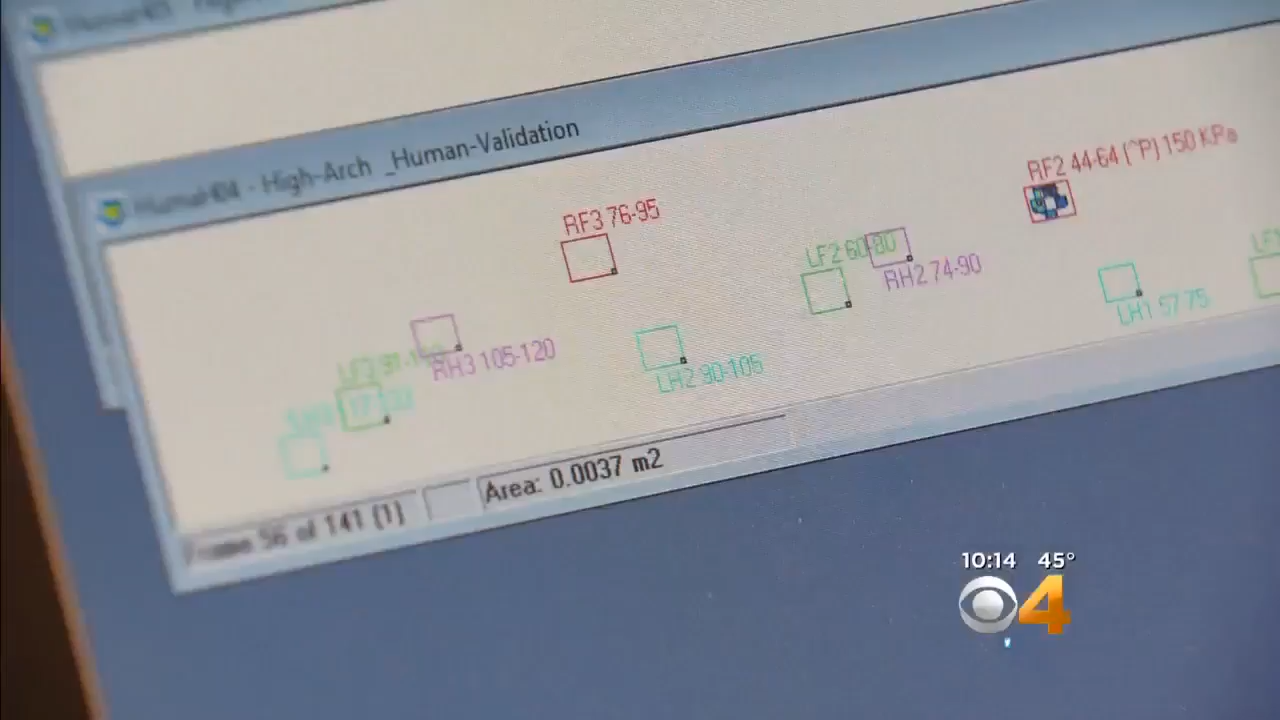 High-Arch _Human-Validation
RF2 44-64 (^P) 150 KPa
RF3 76-95
LF2 60-80
RH2 74-90
LH1 57-75
RH3 105-120
LH2 90-105
Frame 56 of 141 (1)
Area: 0.0037 m2
10:14 45°
4